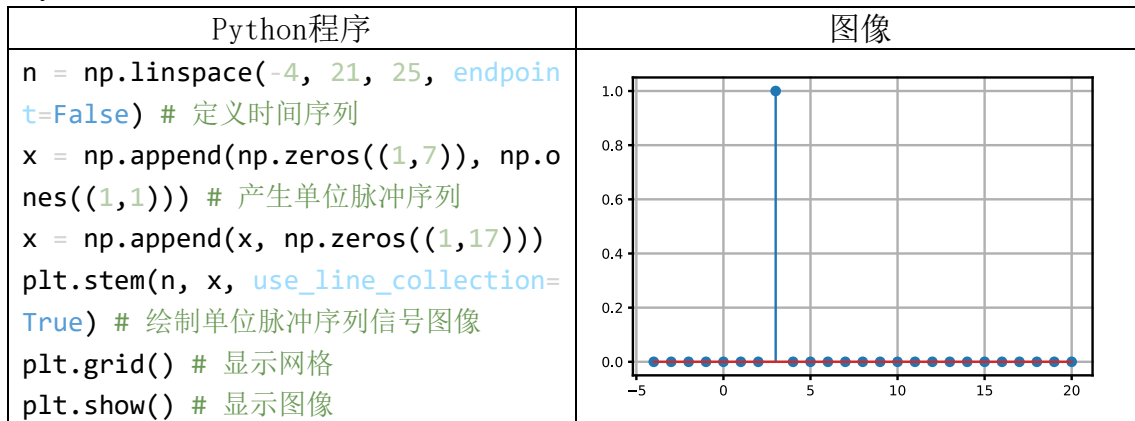 Python程序
图像
n = np.linspace(-4, 21, 25, endpoin
t=False) # 定义时间序列
x = np.append(np.zeros((1,7)), np.o
nes((1,1))) # 产生单位脉冲序列
x = np.append(x, np.zeros((1,17)))
plt.stem(n, x, use_line_collection=
True) # 绘制单位脉冲序列信号图像
plt.grid() # 显示网格
plt.show() # 显示图像
1.0
0.8
0.6
0.4
0.2
0.0
−5 0 5 10 15 20